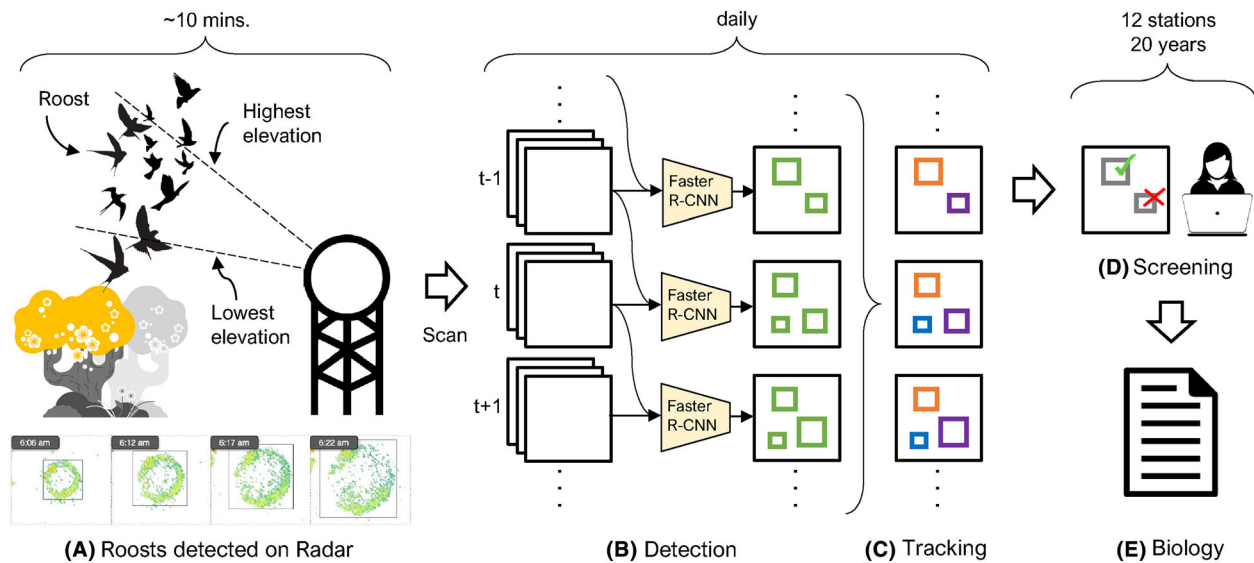 ~10 mins.
Roost
Highest
elevation
Lowest
elevation
6:06 am
6:12 am
6:17 am
6:22 am
(A) Roosts detected on Radar
Scan
daily
t-1
Faster
R-CNN
t
Faster
R-CNN
t+1
Faster
R-CNN
(B) Detection
(C) Tracking
12 stations
20 years
(D) Screening
(E) Biology